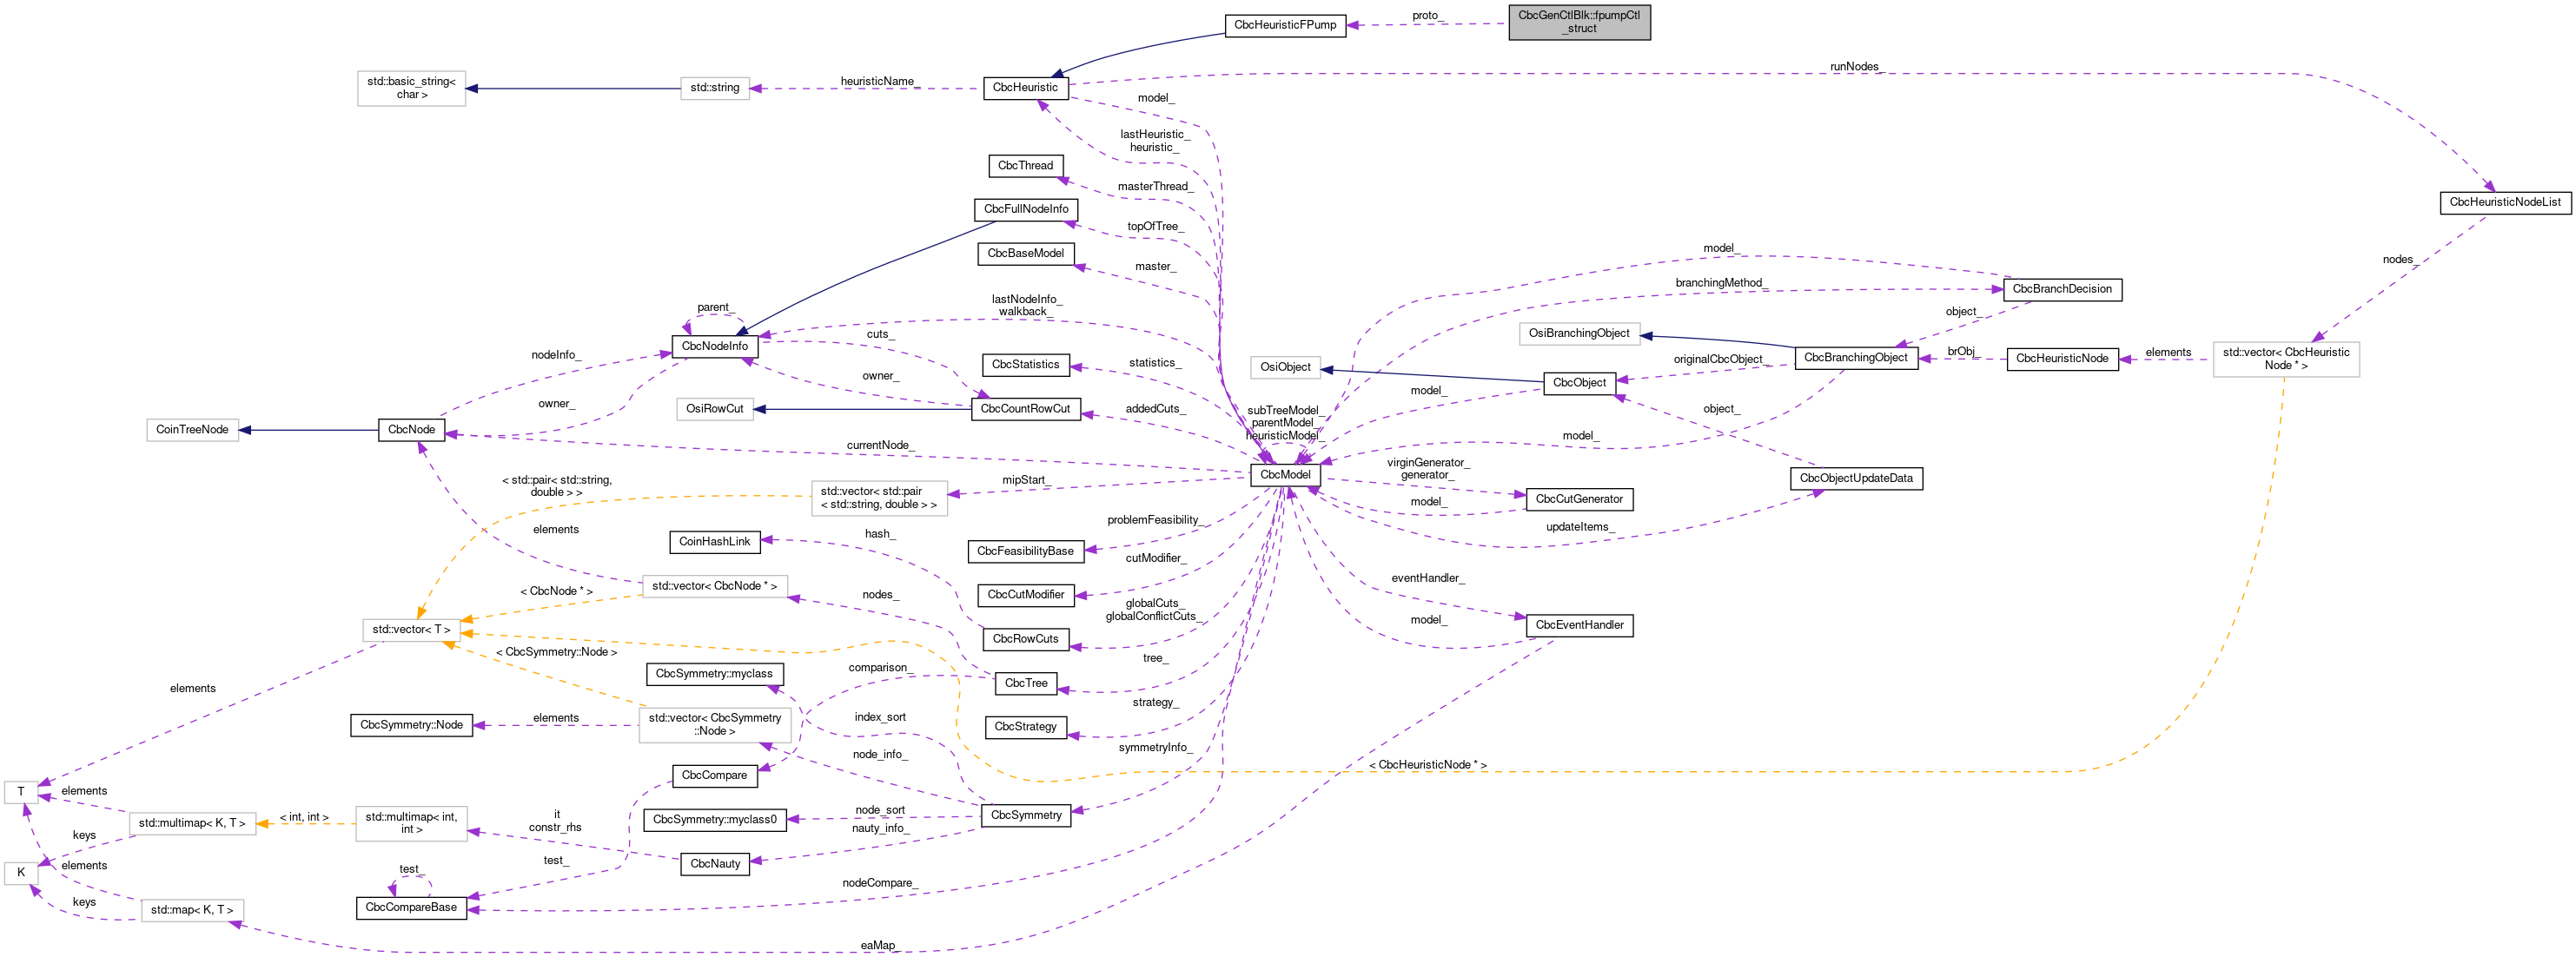 CbcGenCtlBlk::fpumpCtl
_struct
proto_
CbcHeuristicFPump
runNodes_
std::basic_string<
char >
heuristicName_
std::string
CbcHeuristic
model_
lastHeuristic_
heuristic_
CbcThread
masterThread_
CbcFullNodeInfo
topOfTree_
CbcHeuristicNodeList
CbcBaseModel
master_
model_
nodes_
branchingMethod_
CbcBranchDecision
parent_
lastNodeInfo_
walkback_
object_
cuts_
CbcNodeInfo
nodeInfo_
OsiBranchingObject
CbcBranchingObject
brObj_
CbcHeuristicNode
elements
std::vector< CbcHeuristic
Node * >
CbcStatistics
statistics_
OsiObject
originalCbcObject_
CbcObject
owner_
model_
owner_
OsiRowCut
CbcCountRowCut
addedCuts_
subTreeModel_
parentModel_
heuristicModel_
object_
CoinTreeNode
CbcNode
currentNode_
model_
CbcModel
virginGenerator_
generator_
CbcObjectUpdateData
< std::pair< std::string,
double > >
std::vector< std::pair
< std::string, double > >
mipStart_
model_
CbcCutGenerator
elements
CoinHashLink
hash_
problemFeasibility_
CbcFeasibilityBase
updateItems_
cutModifier_
CbcCutModifier
eventHandler_
std::vector< CbcNode * >
< CbcNode * >
nodes_
globalCuts_
globalConflictCuts_
CbcRowCuts
model_
CbcEventHandler
std::vector< T >
< CbcSymmetry::Node >
comparison_
tree_
CbcSymmetry::myclass
CbcTree
elements
std::vector< CbcSymmetry
::Node >
elements
CbcSymmetry::Node
index_sort
strategy_
CbcStrategy
node_info_
symmetryInfo_
< CbcHeuristicNode * >
CbcCompare
T
elements
std::multimap< K, T >
< int, int >
std::multimap< int,
int >
it
constr_rhs
CbcSymmetry::myclass0
node_sort
nauty_info_
CbcSymmetry
keys
K
elements
CbcNauty
test_
test_
keys
std::map< K, T >
CbcCompareBase
nodeCompare_
eaMap_